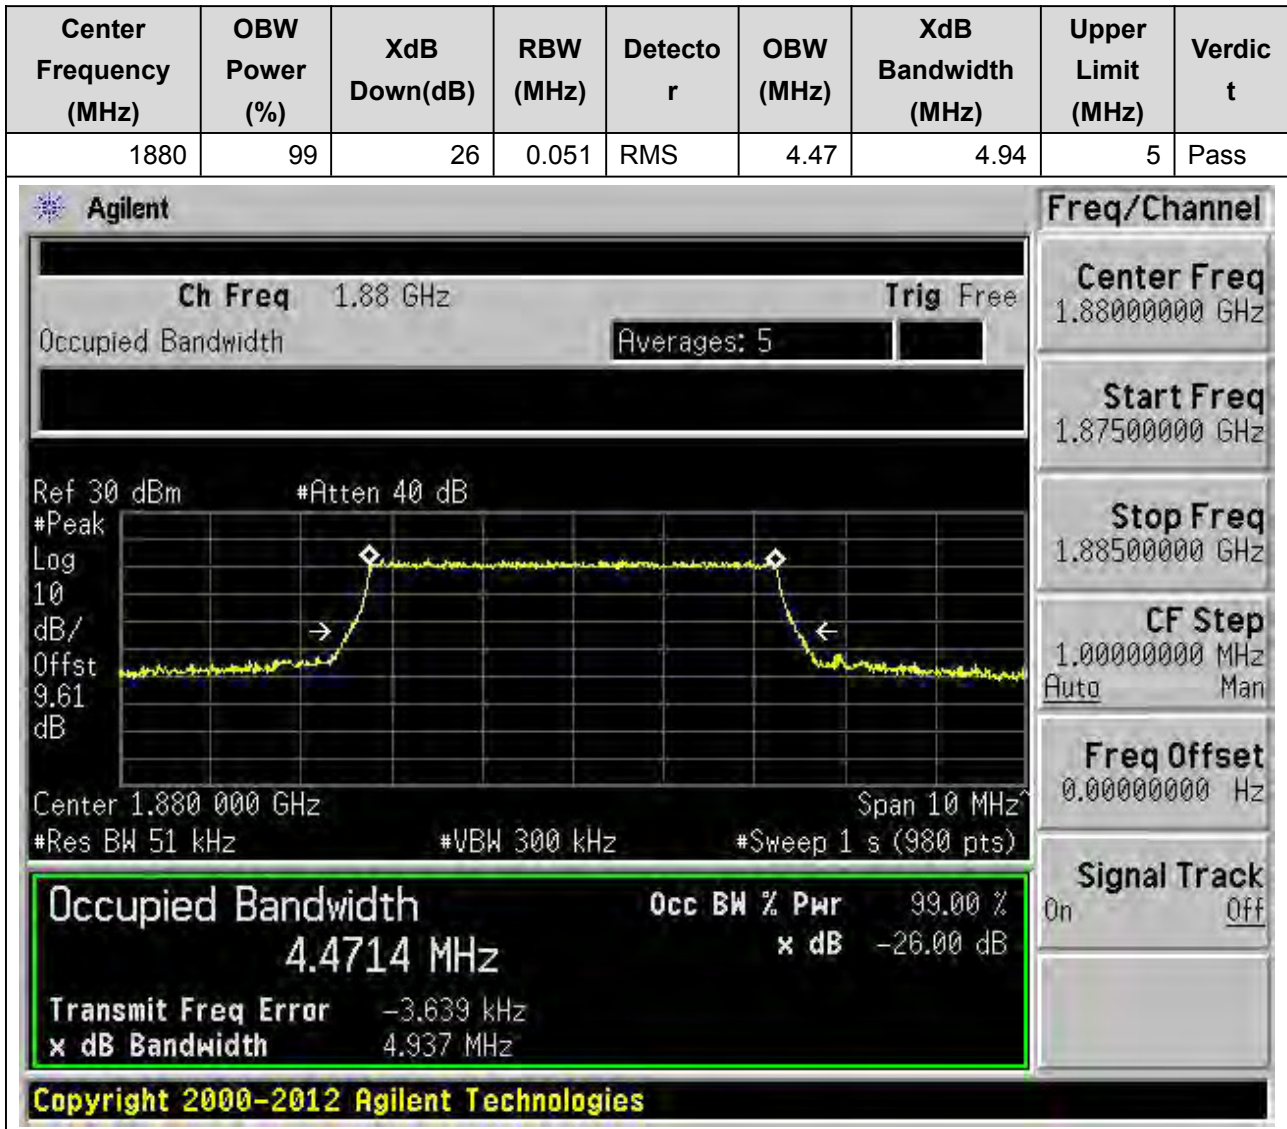 Center Frequency (MHz) OBW Power (%) XdB Down(dB) RBW (MHz) Detecto r OBW (MHz) XdB Bandwidth (MHz) Upper Limit (MHz) Verdic t
1880 99 26 0.051 RMS 4.47 4.94 5 Pass
Agilent
Freq/Channel
Ch Freq 1.88 GHz Trig Free
Occupied Bandwidth Averages: 5
Center Freq
1.88000000 GHz
Start Freq
1.87500000 GHz
Stop Freq
1.88500000 GHz
CF Step
1.00000000 MHz
Auto Man
Freq Offset
0.00000000 Hz
Signal Track
On Off
Ref 30 dBm #Atten 40 dB
#Peak
Log
10
dB/
Offst
9.61
dB
Center 1.880 000 GHz Span 10 MHz^
#Res BW 51 kHz #VBW 300 kHz #Sweep 1 s (980 pts)
Occupied Bandwidth Occ BW % Pwr 99.00 %
4.4714 MHz x dB -26.00 dB
Transmit Freq Error -3.639 kHz
x dB Bandwidth 4.937 MHz
Copyright 2000-2012 Agilent Technologies